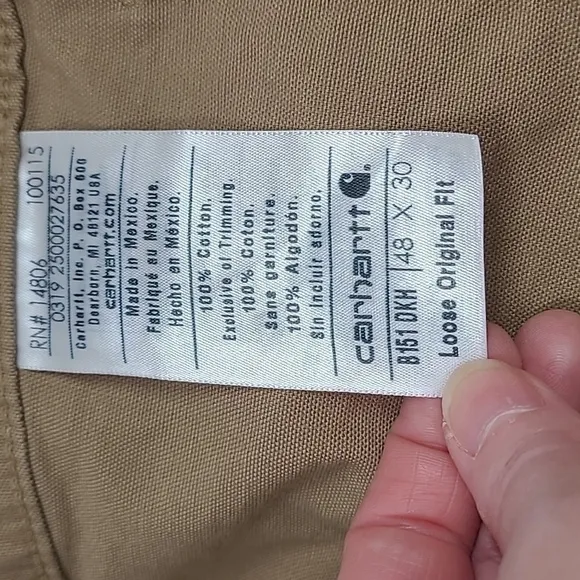 carhartt
B151 DKH 48 X 30
Loose Original Fit
100% Cotton.
Exclusive of Trimming.
100% Coton.
Sans garniture.
100% Algodón.
Sin incluir adorno.
Made in Mexico.
Fabriqué au Mexique.
Hecho en México.
Carhartt, Inc. P. O. Box 600
Dearborn, MI 48121 USA
carhartt.com
0319 2500027635
RN# 14806 100115